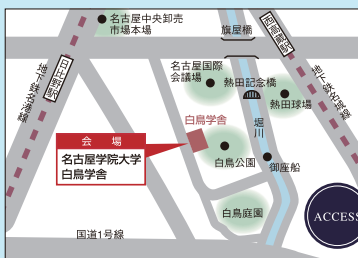 名古屋中央卸売
市場本場
旗屋橋
西高蔵駅
日比野駅
地下鉄名港線
名古屋国際
会議場
熱田記念橋
熱田球場
地下鉄名城線
白鳥学舎
堀川
会場
名古屋学院大学
白鳥学舎
白鳥公園
御座船
白鳥庭園
ACCESS
国道1号線